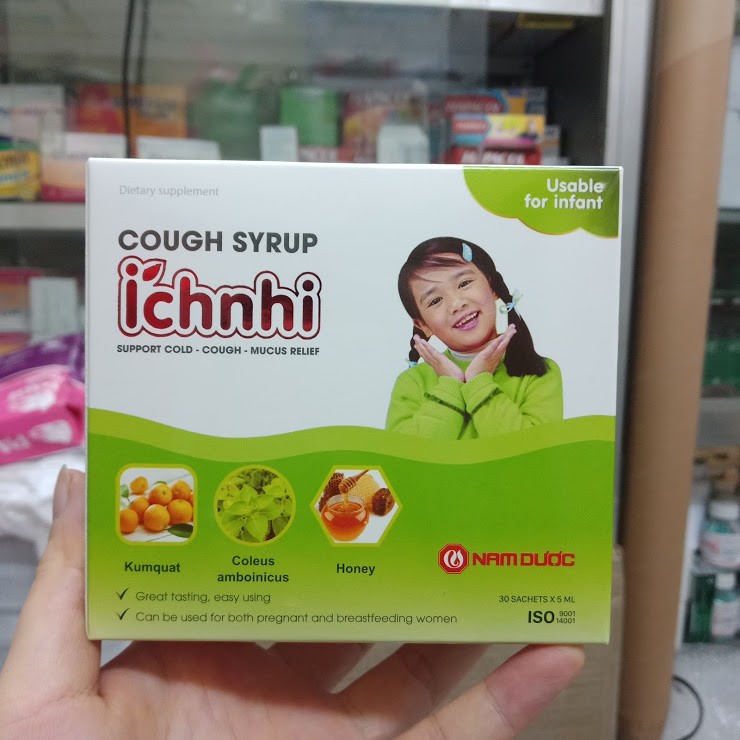 Dietary supplement
Usable
for infant
COUGH SYRUP
ichnhi
SUPPORT COLD - COUGH - MUCUS RELIEF
Kumquat
Coleus
amboinicus
Honey
NAM DƯỢC
Great tasting, easy using
Can be used for both pregnant and breastfeeding women
30 SACHETS X 5 ML
ISO 9001
14001